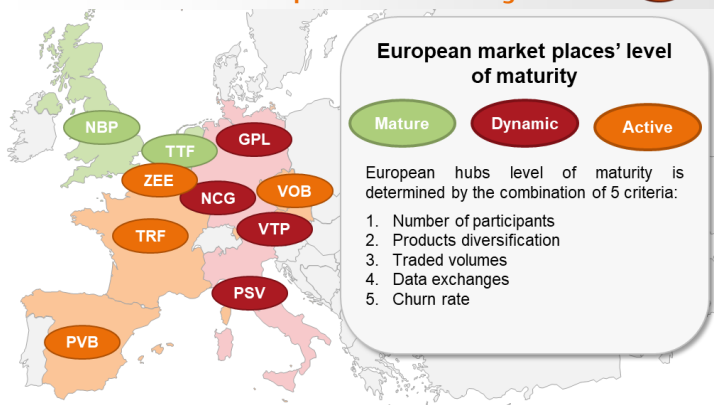 European market places’ level
of maturity
Mature
Dynamic
Active
European hubs level of maturity is
determined by the combination of 5 criteria:
1. Number of participants
2. Products diversification
3. Traded volumes
4. Data exchanges
5. Churn rate
NBP
TTF
GPL
ZEE
NCG
VOB
TRF
VTP
PSV
PVB